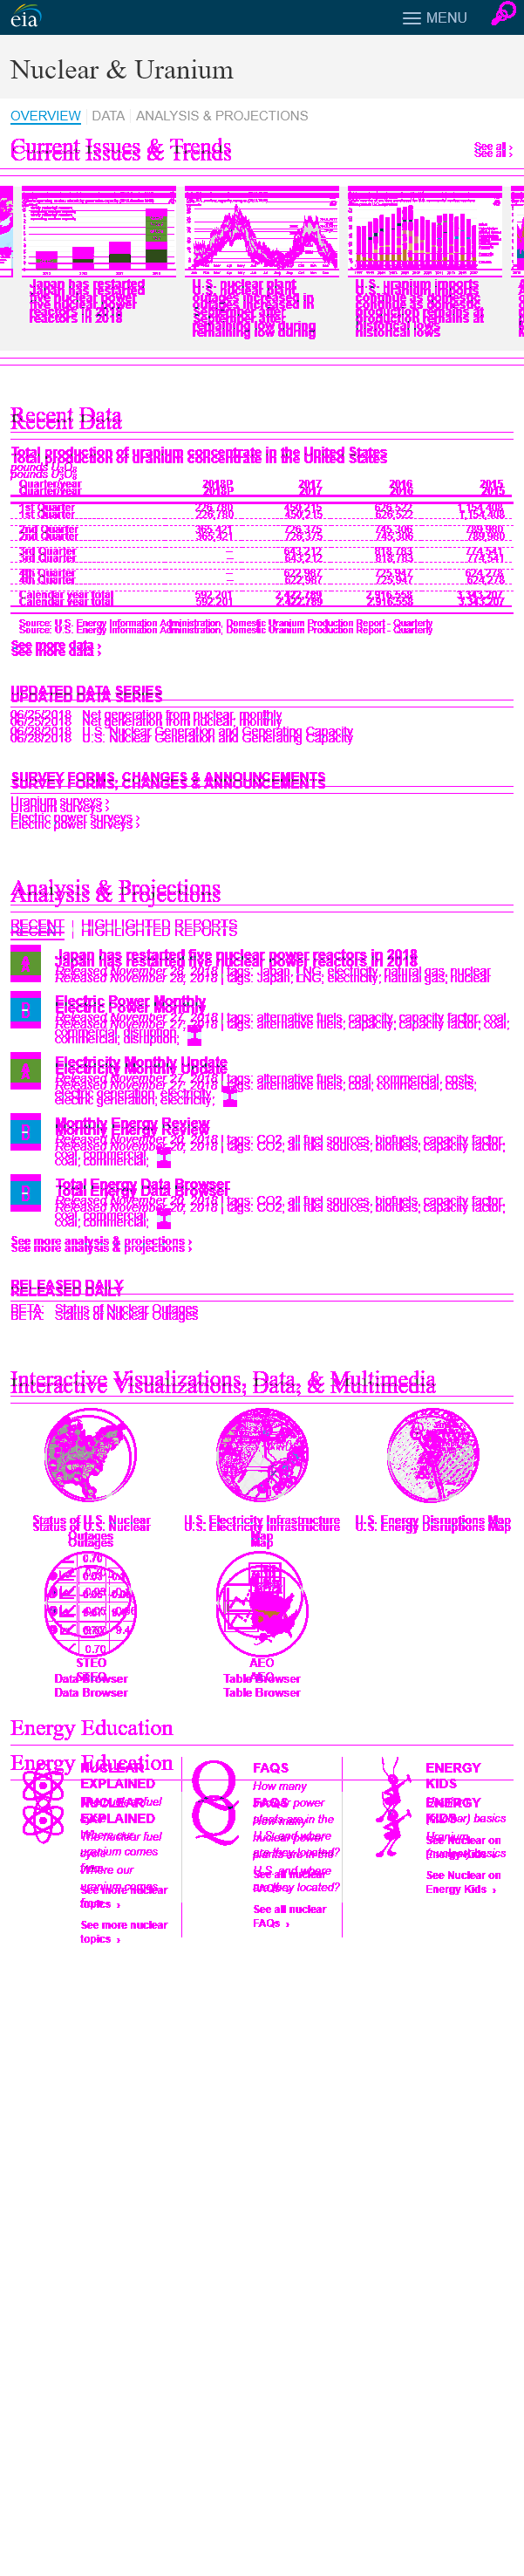 eia
MENU
Nuclear & Uranium
OVERVIEW DATA ANALYSIS & PROJECTIONS
Current Issues & Trends
See all ›
Japan has restarted five nuclear power reactors in 2018
U.S. nuclear plant outages increased in September after remaining low during
U.S. uranium imports continue as domestic production remains at historical lows
Recent Data
Total production of uranium concentrate in the United States
pounds U3O8
Quarter/year 2018P 2017 2016 2015
1st Quarter 226,780 450,215 626,522 1,154,408
2nd Quarter 365,421 726,375 745,306 789,980
3rd Quarter – 643,212 818,783 774,541
4th Quarter – 622,987 725,947 624,278
Calendar year total 592,201 2,422,789 2,916,558 3,343,207
Source: U.S. Energy Information Administration, Domestic Uranium Production Report - Quarterly
See more data ›
UPDATED DATA SERIES
06/25/2018 Net generation from nuclear, monthly
06/28/2018 U.S. Nuclear Generation and Generating Capacity
SURVEY FORMS, CHANGES & ANNOUNCEMENTS
Uranium surveys ›
Electric power surveys ›
Analysis & Projections
RECENT | HIGHLIGHTED REPORTS
Japan has restarted five nuclear power reactors in 2018
Released November 28, 2018 | tags: Japan, LNG, electricity, natural gas, nuclear
Electric Power Monthly
Released November 27, 2018 | tags: alternative fuels, capacity, capacity factor, coal,
commercial, disruption,
Electricity Monthly Update
Released November 27, 2018 | tags: alternative fuels, coal, commercial, costs,
electric generation, electricity,
Monthly Energy Review
Released November 20, 2018 | tags: CO2, all fuel sources, biofuels, capacity factor,
coal, commercial,
Total Energy Data Browser
Released November 20, 2018 | tags: CO2, all fuel sources, biofuels, capacity factor,
coal, commercial,
See more analysis & projections ›
RELEASED DAILY
BETA: Status of Nuclear Outages
Interactive Visualizations, Data, & Multimedia
Status of U.S. Nuclear Outages
U.S. Electricity Infrastructure Map
U.S. Energy Disruptions Map
STEO
Data Browser
AEO
Table Browser
Energy Education
Energy Education
NUCLEAR EXPLAINED
The nuclear fuel cycle
Where our uranium comes from
See more nuclear topics ›
FAQS
How many nuclear power plants are in the U.S. and where are they located?
See all nuclear FAQs ›
ENERGY KIDS
Uranium (nuclear) basics
See Nuclear on Energy Kids ›